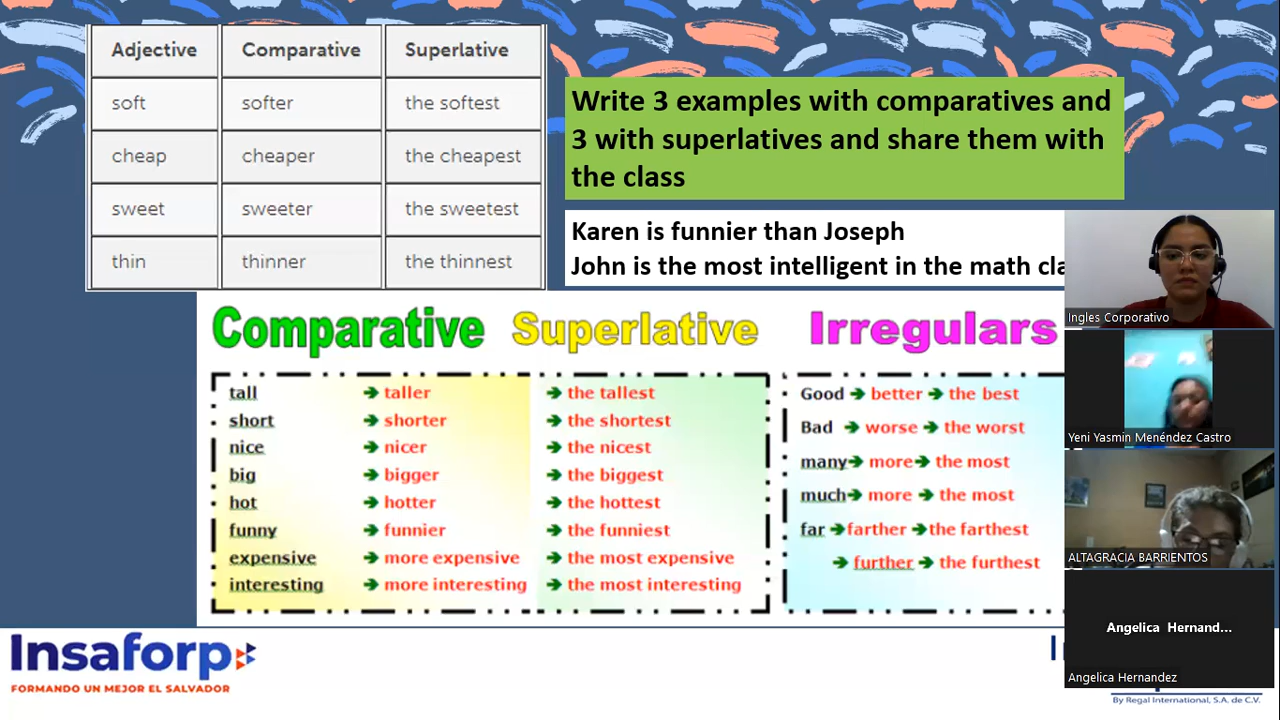 Adjective Comparative Superlative
soft softer the softest
cheap cheaper the cheapest
sweet sweeter the sweetest
thin thinner the thinnest
Write 3 examples with comparatives and
3 with superlatives and share them with
the class
Karen is funnier than Joseph
John is the most intelligent in the math
Comparative Superlative Irregulars
tall taller the tallest
short shorter the shortest
nice nicer the nicest
big bigger the biggest
hot hotter the hottest
funny funnier the funniest
expensive more expensive the most expensive
interesting more interesting the most interesting
Good better the best
Bad worse the worst
many more the most
much more the most
far farther the farthest
further the furthest
Ingles Corporativo
Yeni Yasmin Menéndez Castro
ALTAGRACIA BARRIENTOS
Angelica Hernand...
Angelica Hernandez
Insaforp
FORMANDO UN MEJOR EL SALVADOR
By Regal International, S.A. de C.V.